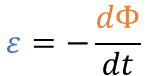 ε = − dΦ/dt